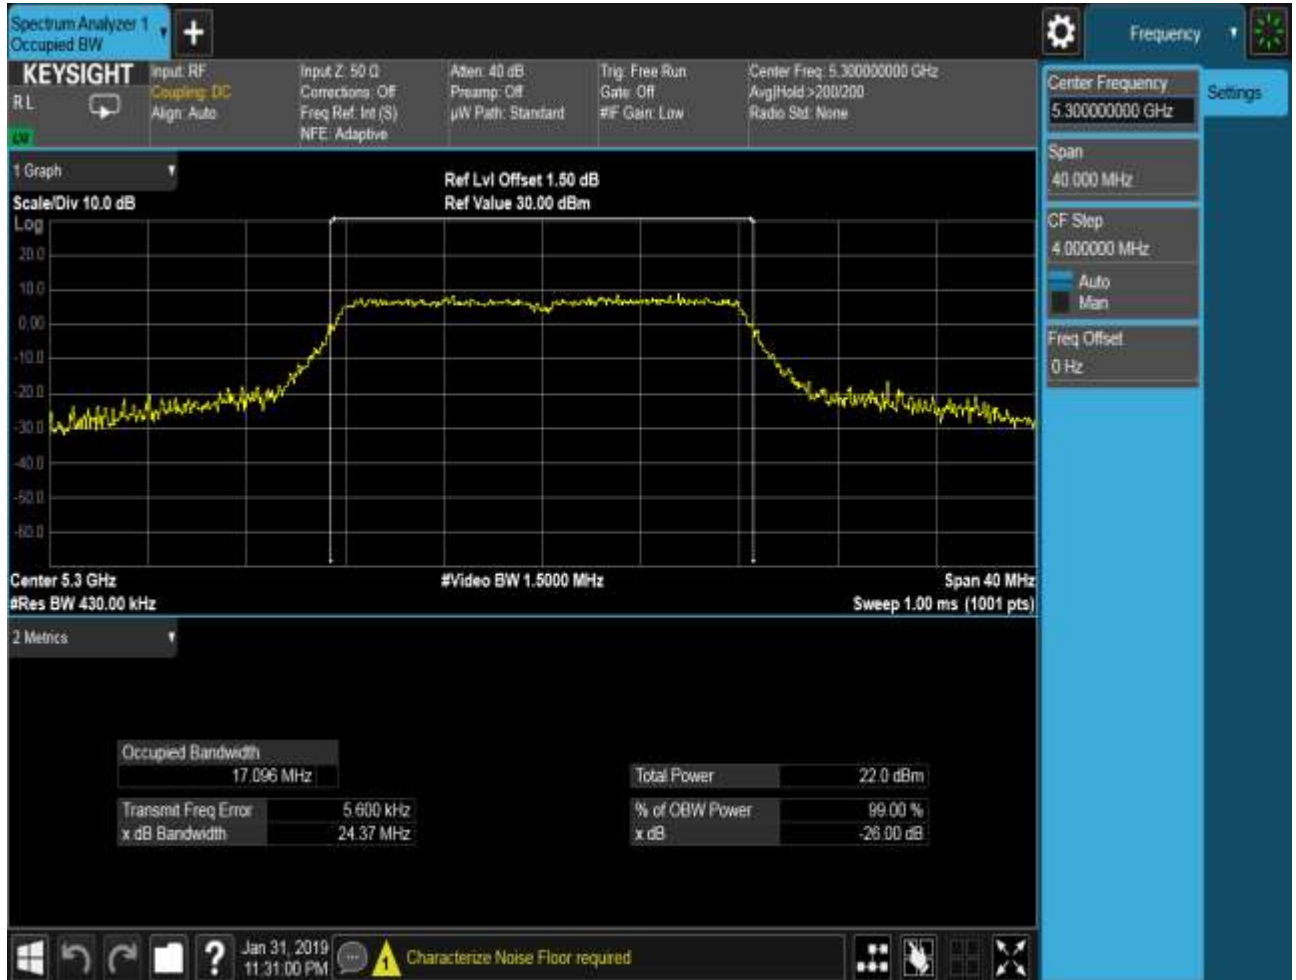 Spectrum Analyzer 1
Occupied BW
Frequency
KEYSIGHT
R L
Input: RF
Coupling: DC
Align: Auto
Input Z: 50 Ω
Corrections: Off
Freq Ref: Int (S)
NFE: Adaptive
Atten: 40 dB
Preamp: Off
µW Path: Standard
Trig: Free Run
Gate: Off
#IF Gain: Low
Center Freq: 5.300000000 GHz
Avg|Hold:>200/200
Radio Std: None
Center Frequency
5.300000000 GHz
Settings
Span
40.000 MHz
CF Step
4.000000 MHz
Auto
Man
Freq Offset
0 Hz
1 Graph
Scale/Div 10.0 dB
Ref Lvl Offset 1.50 dB
Ref Value 30.00 dBm
Log
20.0
10.0
0.00
-10.0
-20.0
-30.0
-40.0
-50.0
-60.0
Center 5.3 GHz
#Video BW 1.5000 MHz
Span 40 MHz
#Res BW 430.00 kHz
Sweep 1.00 ms (1001 pts)
2 Metrics
Occupied Bandwidth
17.096 MHz
Total Power 22.0 dBm
Transmit Freq Error 5.600 kHz
% of OBW Power 99.00 %
x dB Bandwidth 24.37 MHz
x dB -26.00 dB
?
Jan 31, 2019
11:31:00 PM
1
Characterize Noise Floor required